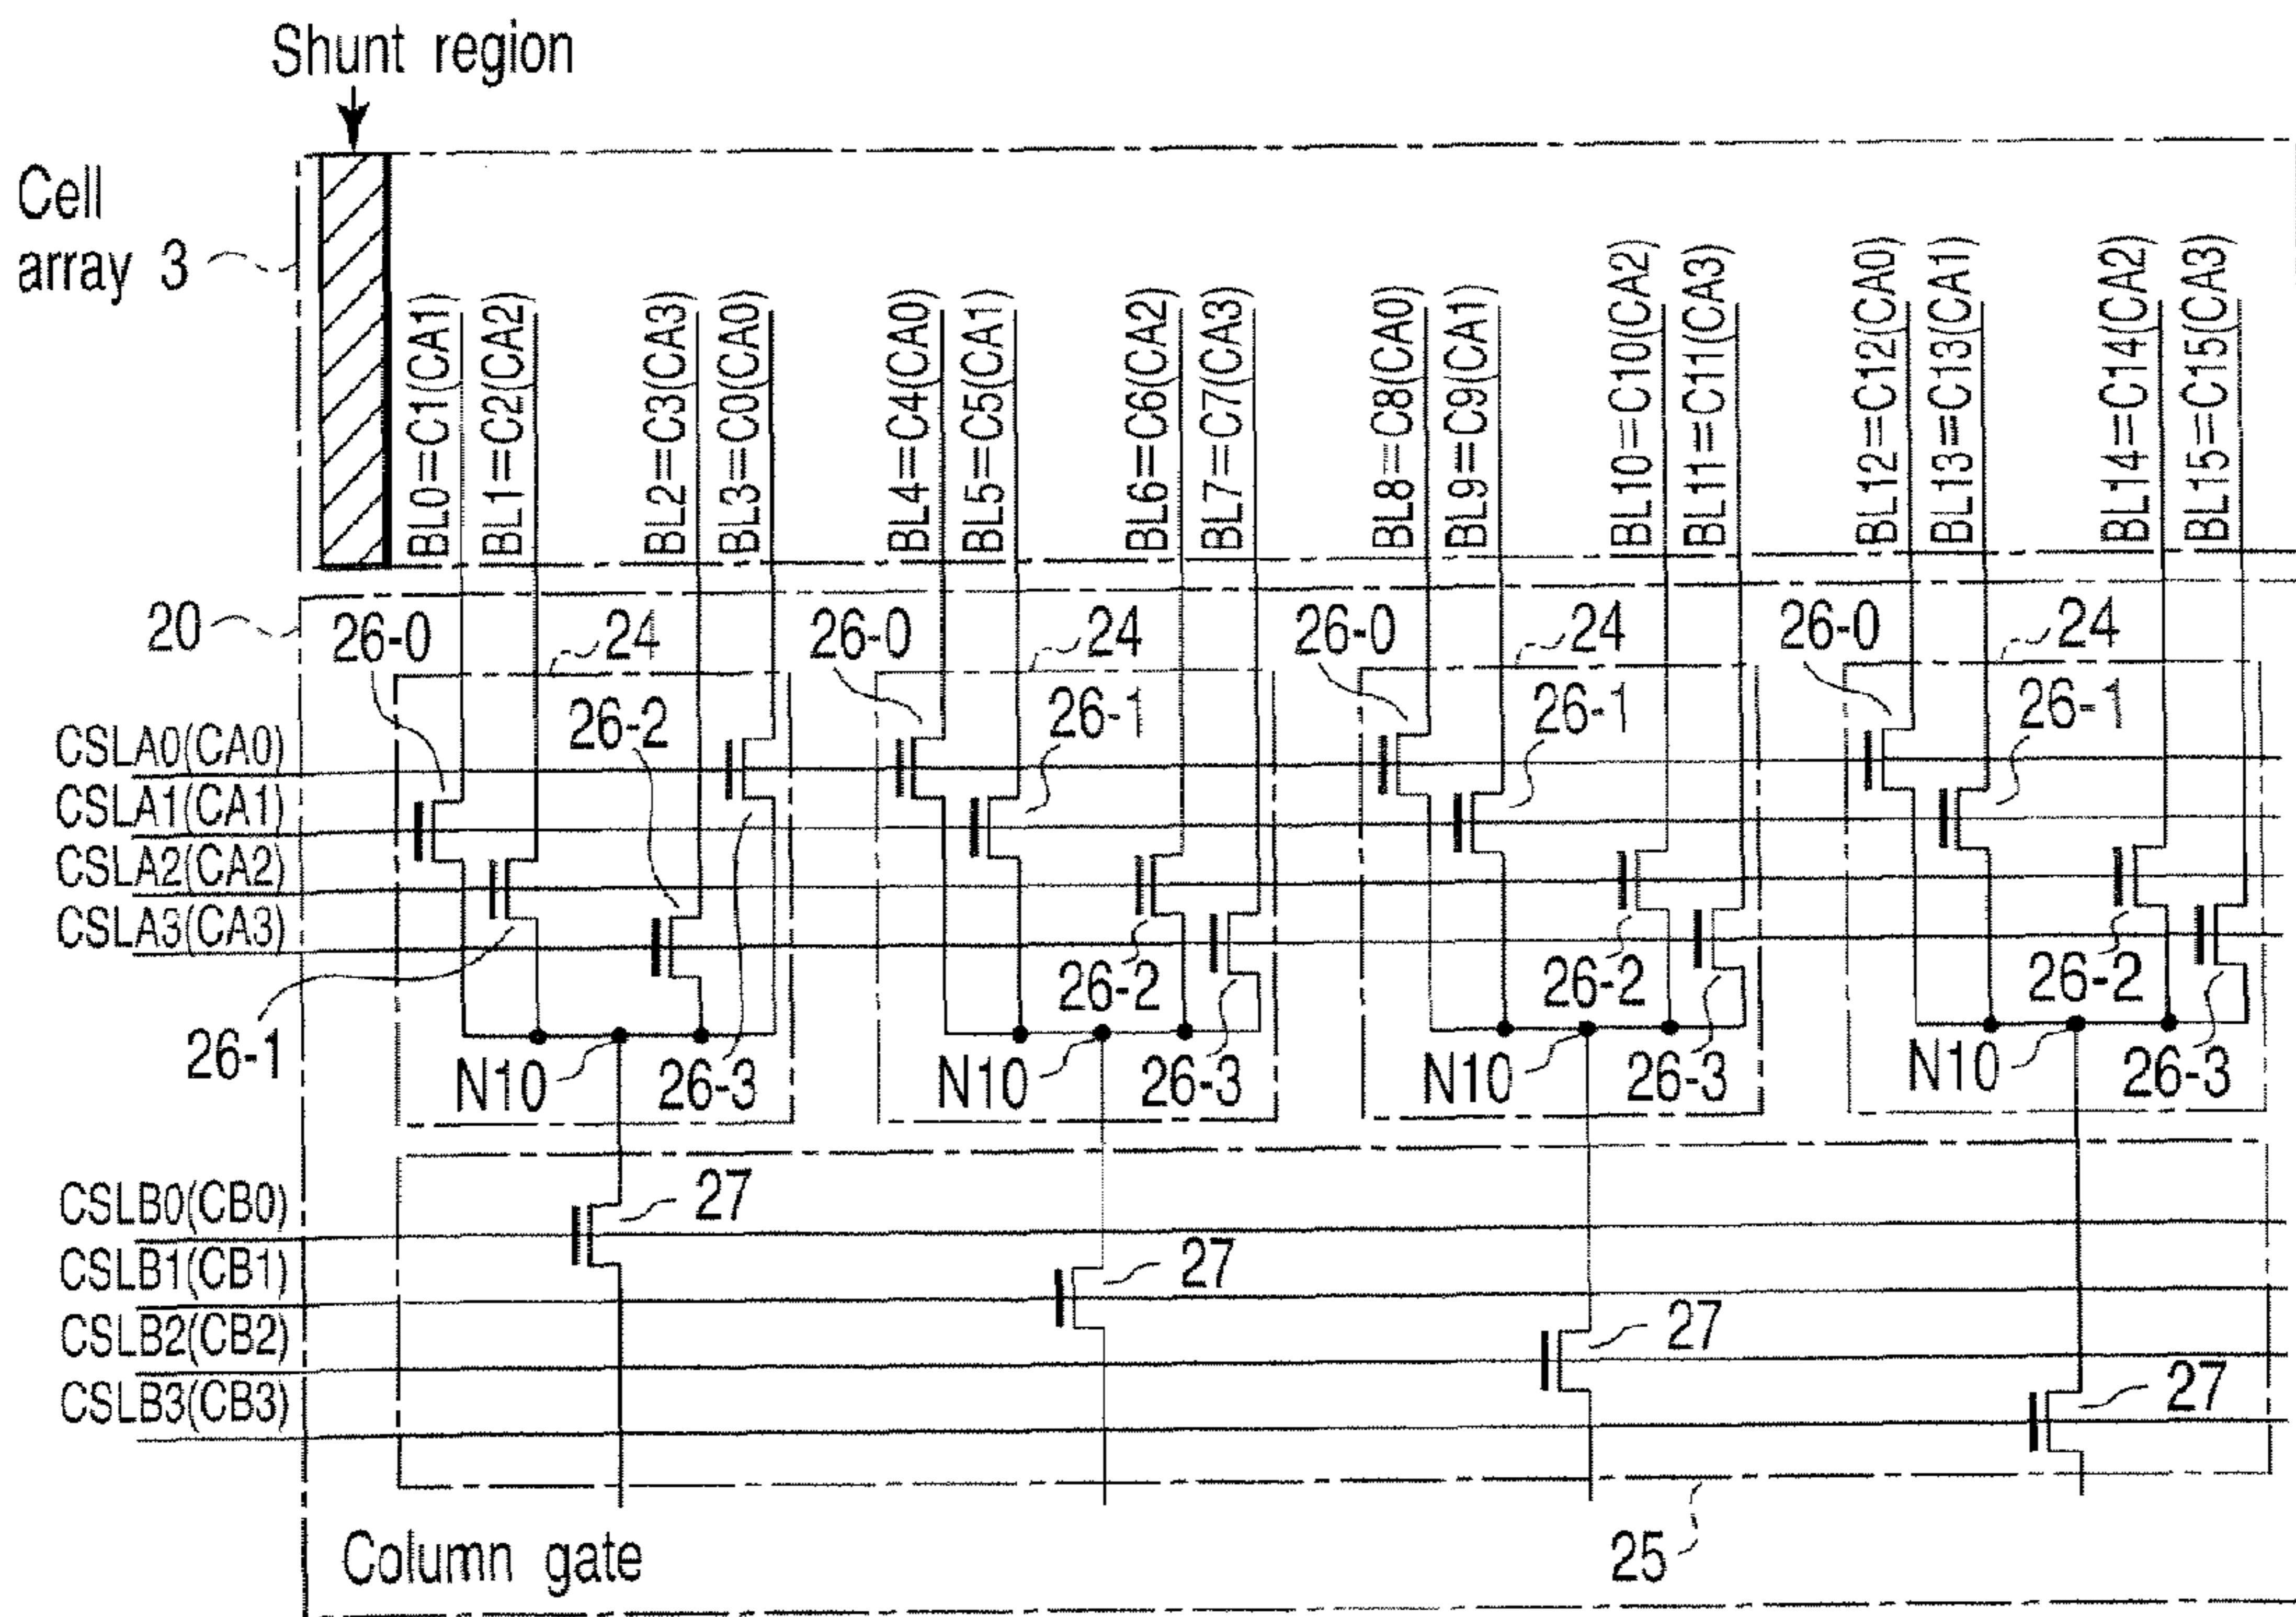 Shunt region
Cell
array 3
BL0=C1(CA1)
BL1=C2(CA2)
BL2=C3(CA3)
BL3=C0(CA0)
BL4=C4(CA0)
BL5=C5(CA1)
BL6=C6(CA2)
BL7=C7(CA3)
BL8=C8(CA0)
BL9=C9(CA1)
BL10=C10(CA2)
BL11=C11(CA3)
BL12=C12(CA0)
BL13=C13(CA1)
BL14=C14(CA2)
BL15=C15(CA3)
20
26-0
24
26-0
24
26-0
24
26-0
24
26-2
26-1
26-1
26-1
CSLA0(CA0)
CSLA1(CA1)
CSLA2(CA2)
CSLA3(CA3)
26-2
26-2
26-2
26-1
N10
26-3
N10
26-3
N10
26-3
N10
26-3
CSLB0(CB0)
27
CSLB1(CB1)
27
CSLB2(CB2)
27
CSLB3(CB3)
27
Column gate
25